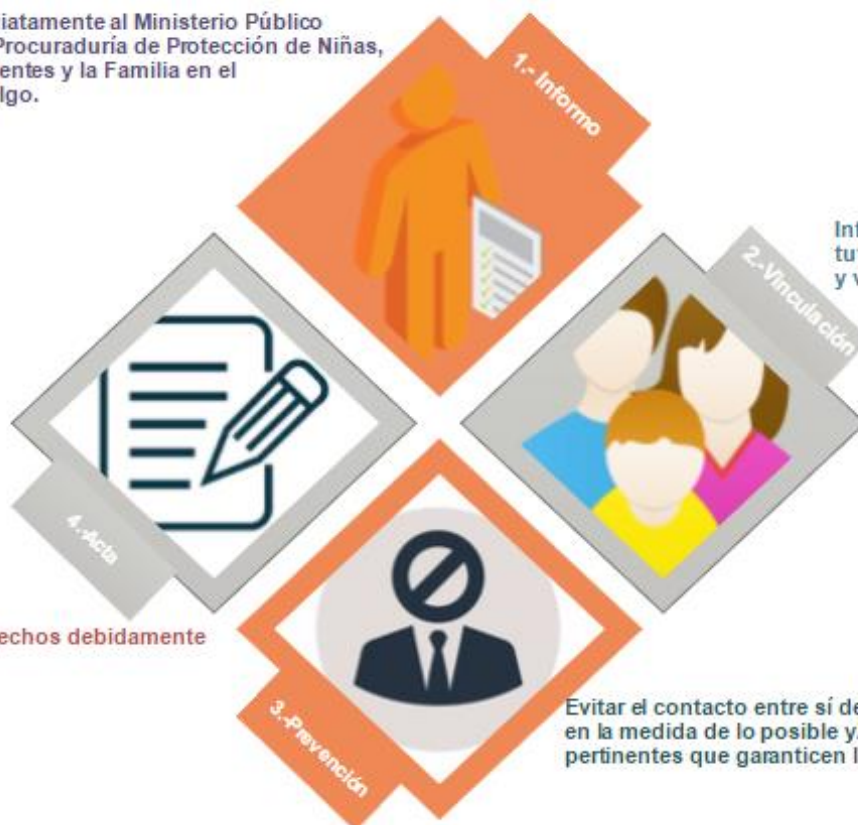 diatamente al Ministerio Público
Procuraduría de Protección de Niñas,
entes y la Familia en el
lgo.
1.- Informo
2.-Vinculación
Inf
tu
y v
4.-Acta
echos debidamente
3.-Prevención
Evitar el contacto entre sí de
en la medida de lo posible y
pertinentes que garanticen l